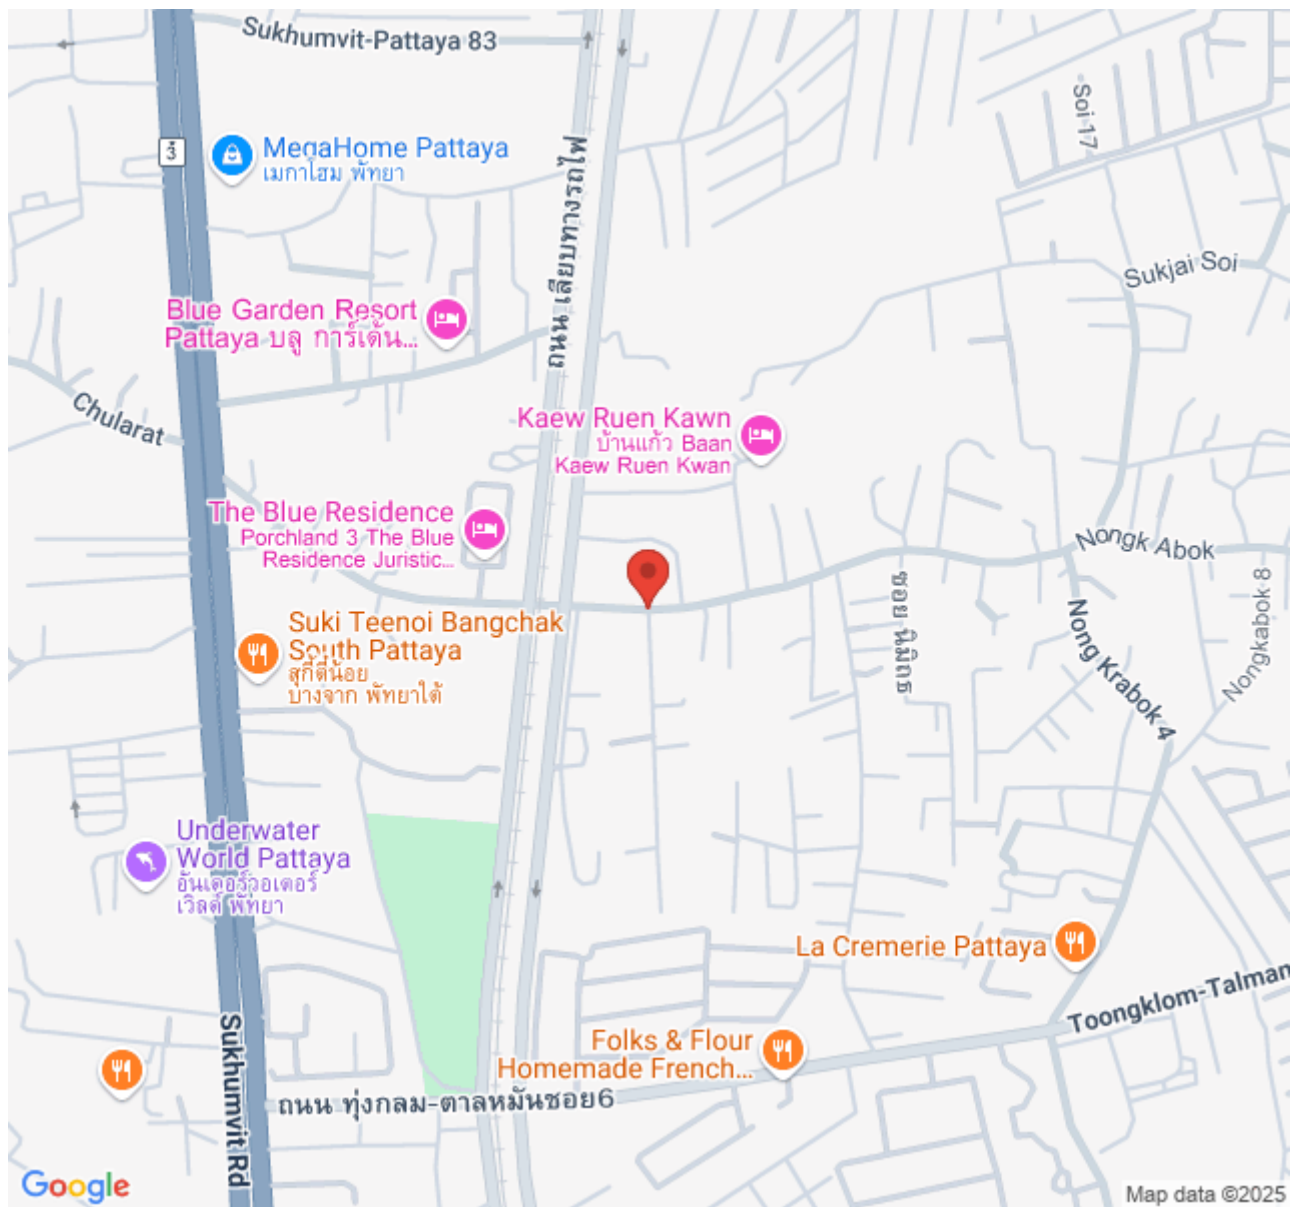 Sukhumvit-Pattaya 83
3
MegaHome Pattaya
เมกาโฮม พัทยา
Soi 17
ถนน เลียบทางรถไฟ
Sukjai Soi
Blue Garden Resort
Pattaya บลู การ์เด้น...
Chularat
Kaew Ruen Kawn
บ้านแก้ว Baan
Kaew Ruen Kwan
The Blue Residence
Porchland 3 The Blue
Residence Juristic...
Nongk Abok
ซอย นิมิถธ
Nong Krabok 4
Nongkabok 8
Suki Teenoi Bangchak
South Pattaya
สุกี้ตี๋น้อย
บางจาก พัทยาใต้
Underwater
World Pattaya
อันเดอร์วอเตอร์
เวิลด์ พัทยา
La Cremerie Pattaya
Toongklom-Talman
Folks & Flour
Homemade French...
ถนน ทุ่งกลม-ตาลหมันซอย6
Sukhumvit Rd
Google
Map data ©2025